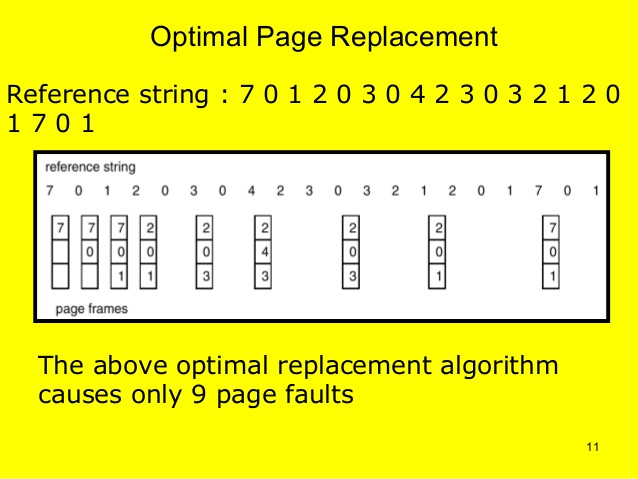 Optimal Page Replacement
Reference string : 7 0 1 2 0 3 0 4 2 3 0 3 2 1 2 0
1 7 0 1
reference string
7 0 1 2 0 3 0 4 2 3 0 3 2 1 2 0 1 7 0 1
7 7 7 2 2 2 2 2 7
0 0 0 0 4 0 0 0
1 1 3 3 3 1 1
page frames
The above optimal replacement algorithm
causes only 9 page faults
11